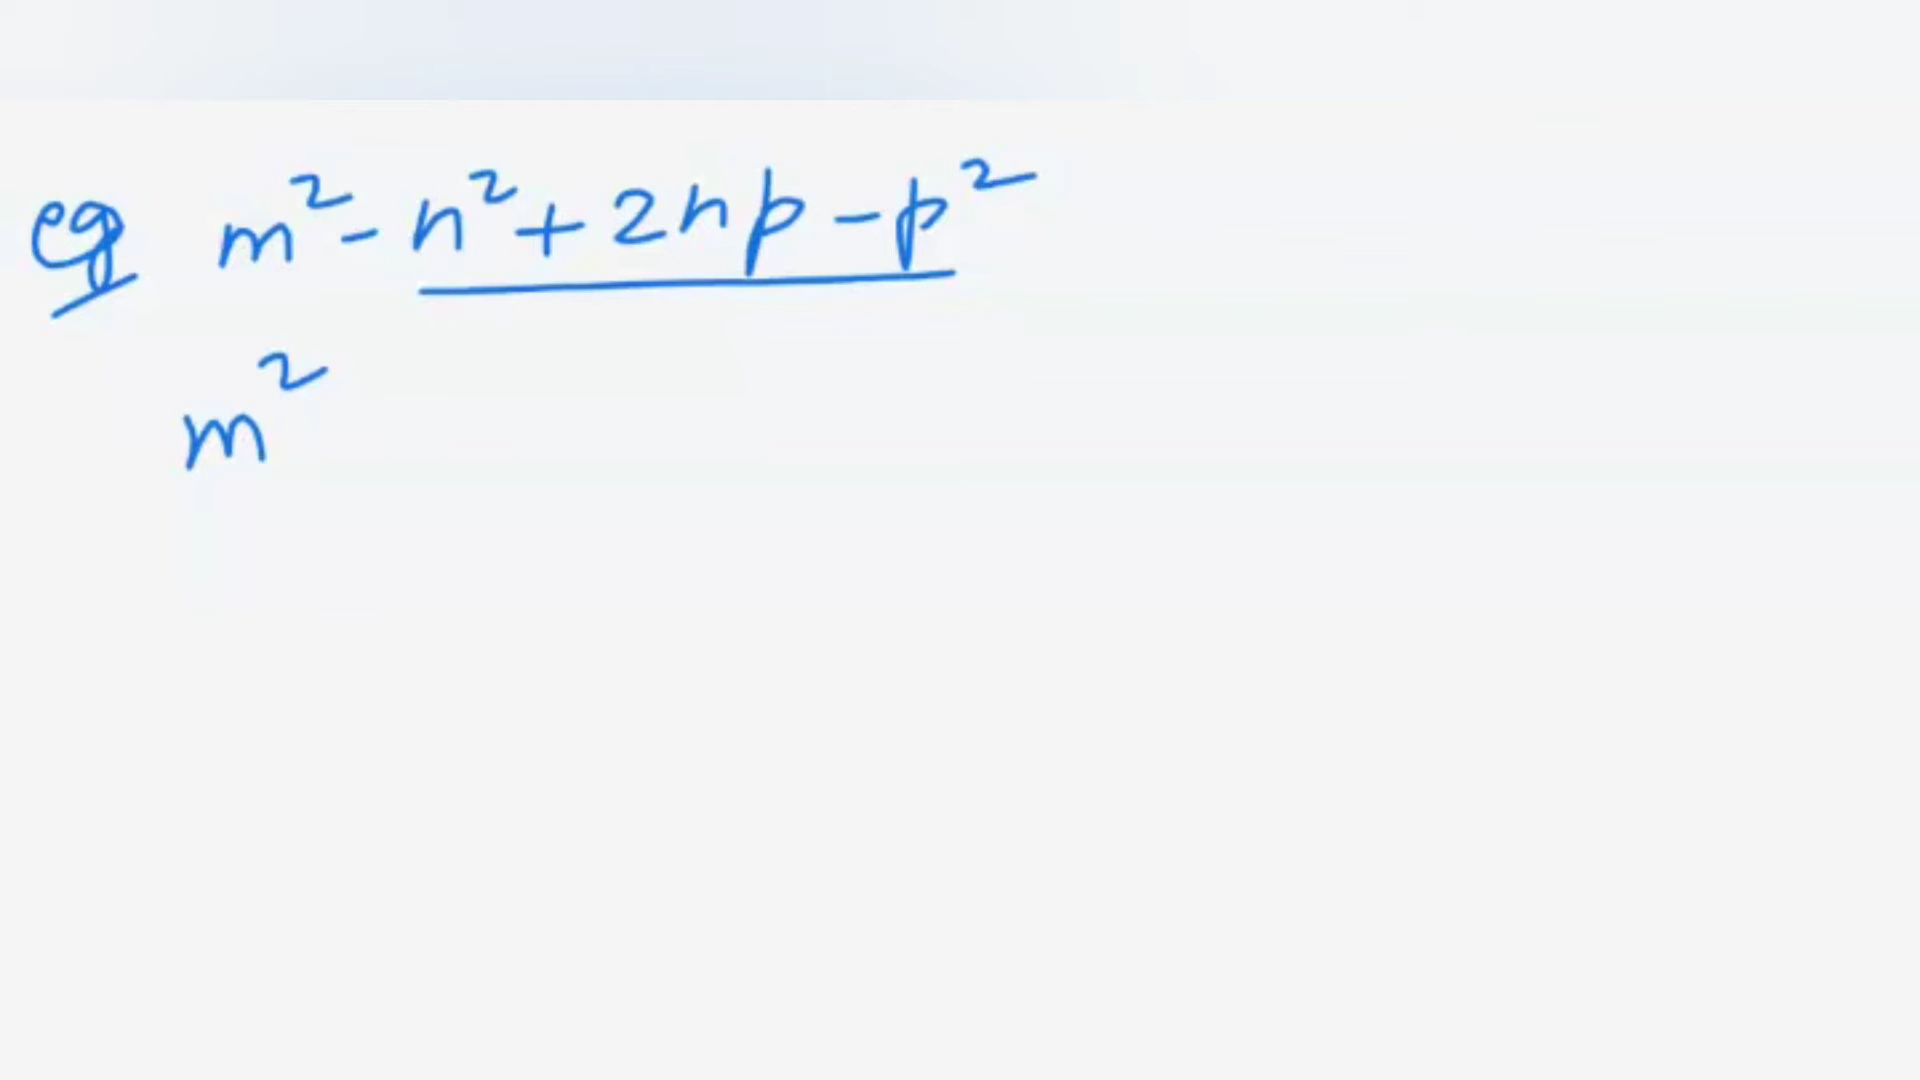 eg m² - n² + 2np - p²
m²